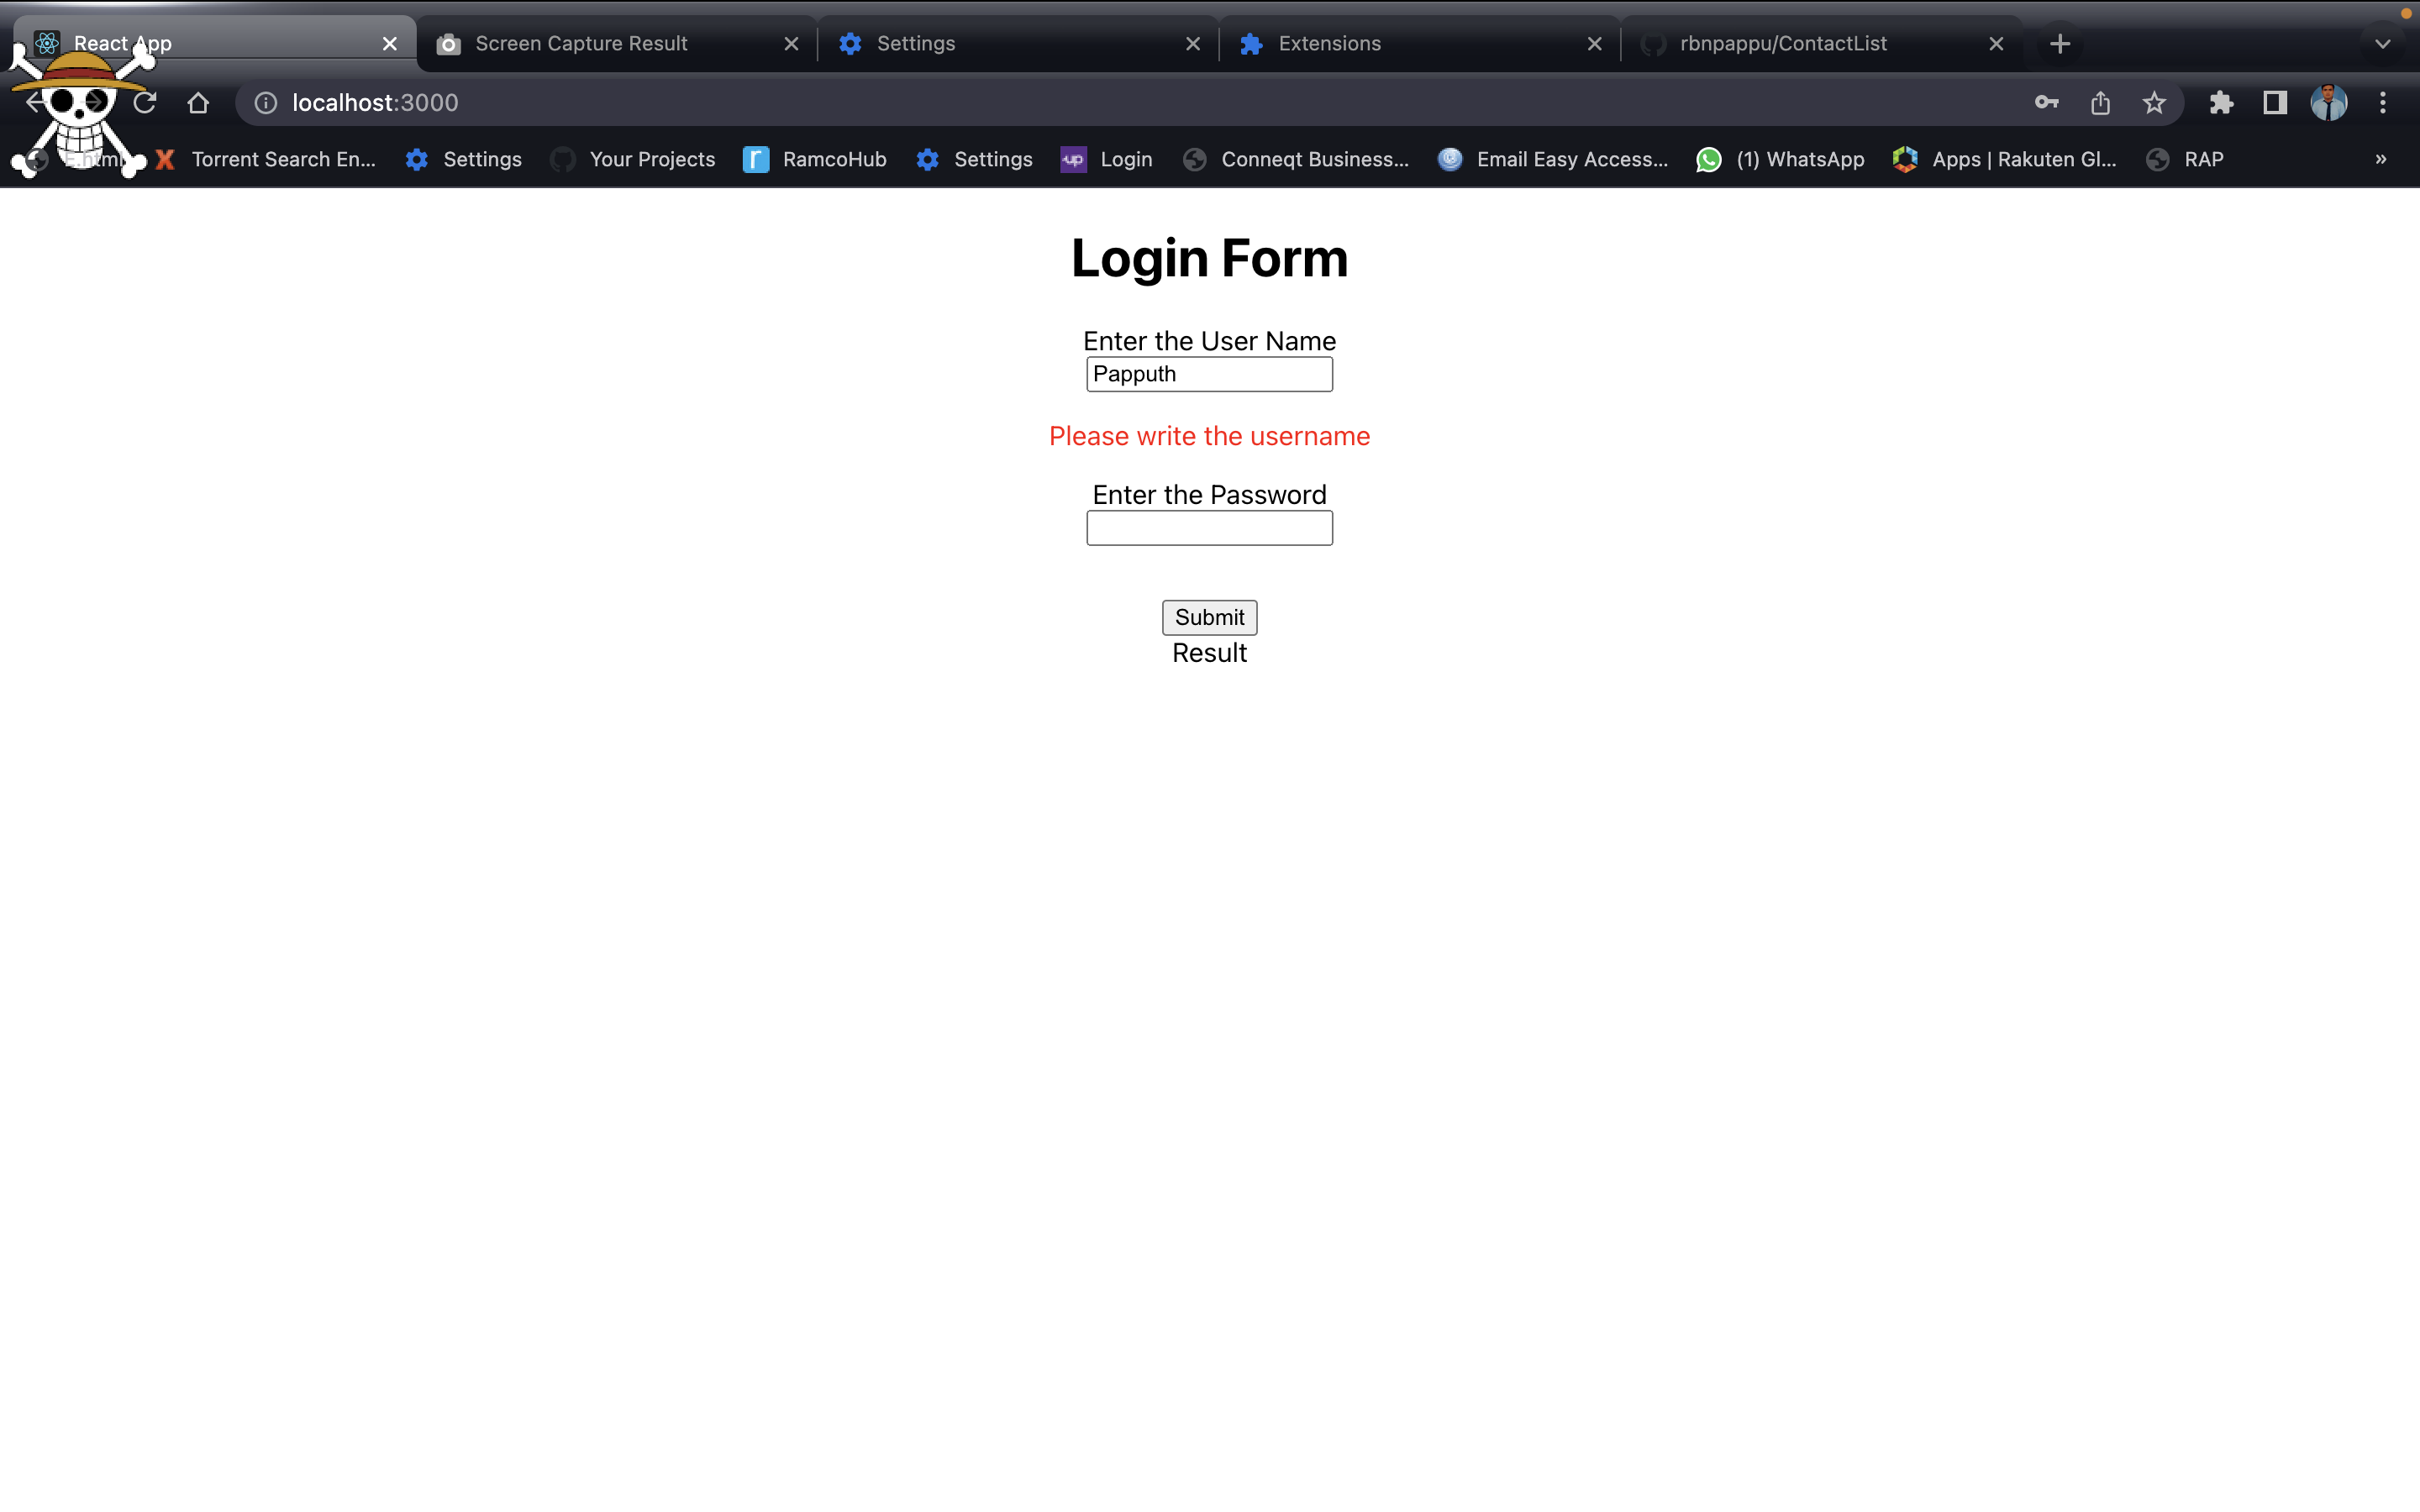 React App
Screen Capture Result
Settings
Extensions
rbnpappu/ContactList
localhost:3000
Torrent Search En...
Settings
Your Projects
RamcoHub
Settings
up
Login
Conneqt Business...
Email Easy Access...
(1) WhatsApp
Apps | Rakuten Gl...
RAP
»
Login Form
Enter the User Name
Papputh
Please write the username
Enter the Password
Submit
Result